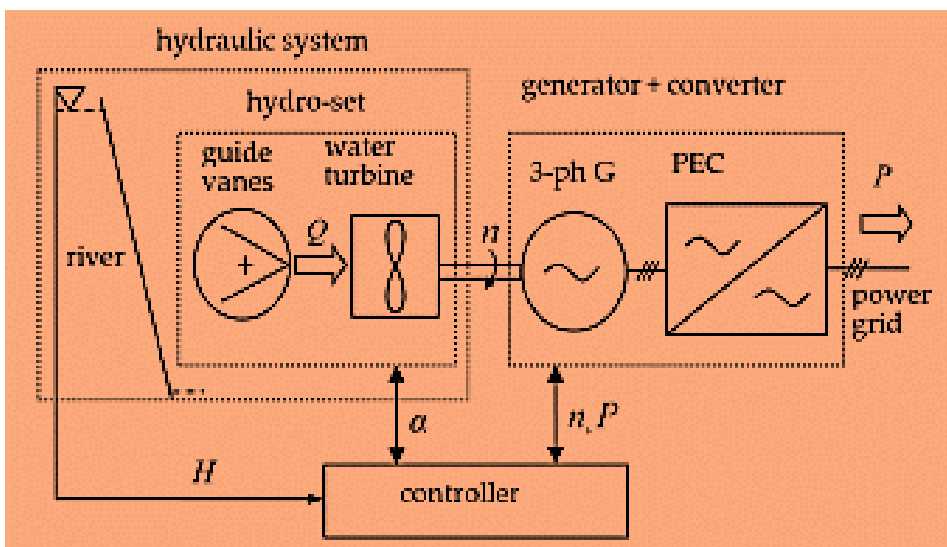 hydraulic system
generator + converter
hydro-set
guide
vanes
water
turbine
3-ph G
PEC
P
Q
n
river
+
power
grid
α
n, P
H
controller